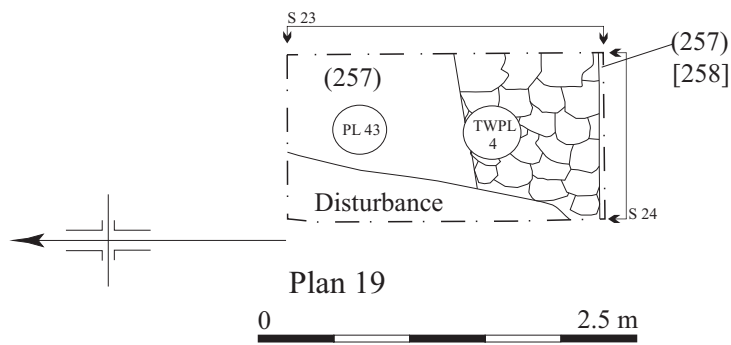 S 23
(257)
[258]
(257)
PL 43
TWPL
4
Disturbance
S 24
Plan 19
0 2.5 m